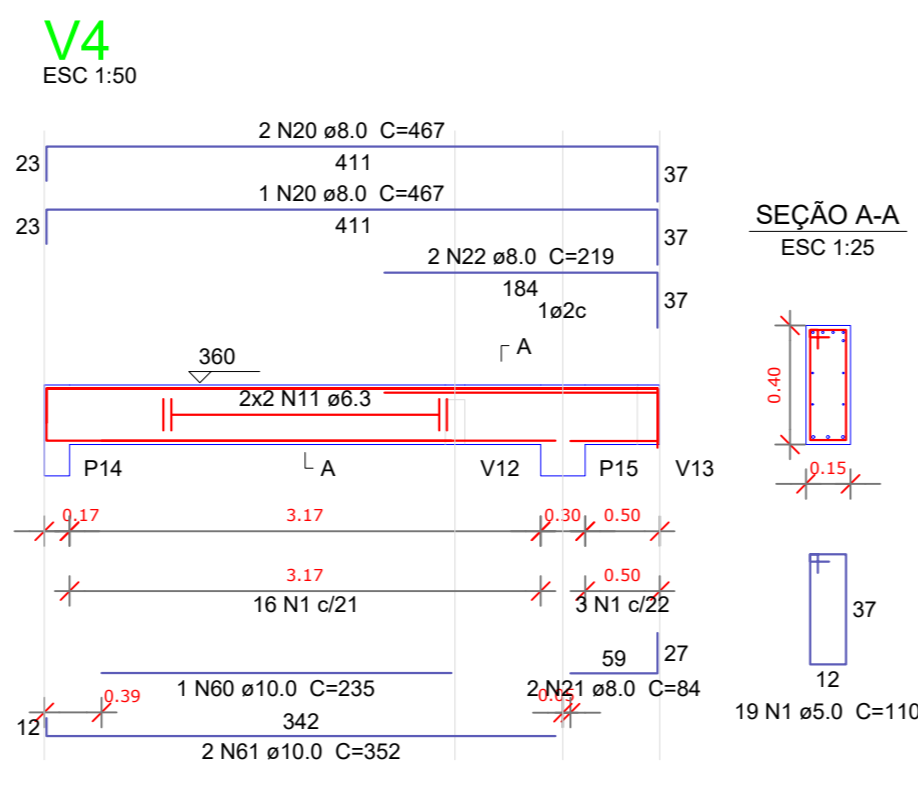 V4
ESC 1:50
2 N20 ø8.0 C=467
23
411
37
1 N20 ø8.0 C=467
23
411
37
2 N22 ø8.0 C=219
184
37
1ø2c
SEÇÃO A-A
ESC 1:25
A
360
2x2 N11 ø6.3
0.40
P14
A
V12
P15
V13
0.15
0.17
3.17
0.30
0.50
3.17
0.50
16 N1 c/21
3 N1 c/22
37
59
27
12
1 N60 ø10.0 C=235
2 N21 ø8.0 C=84
0.39
19 N1 ø5.0 C=110
12
342
2 N61 ø10.0 C=352